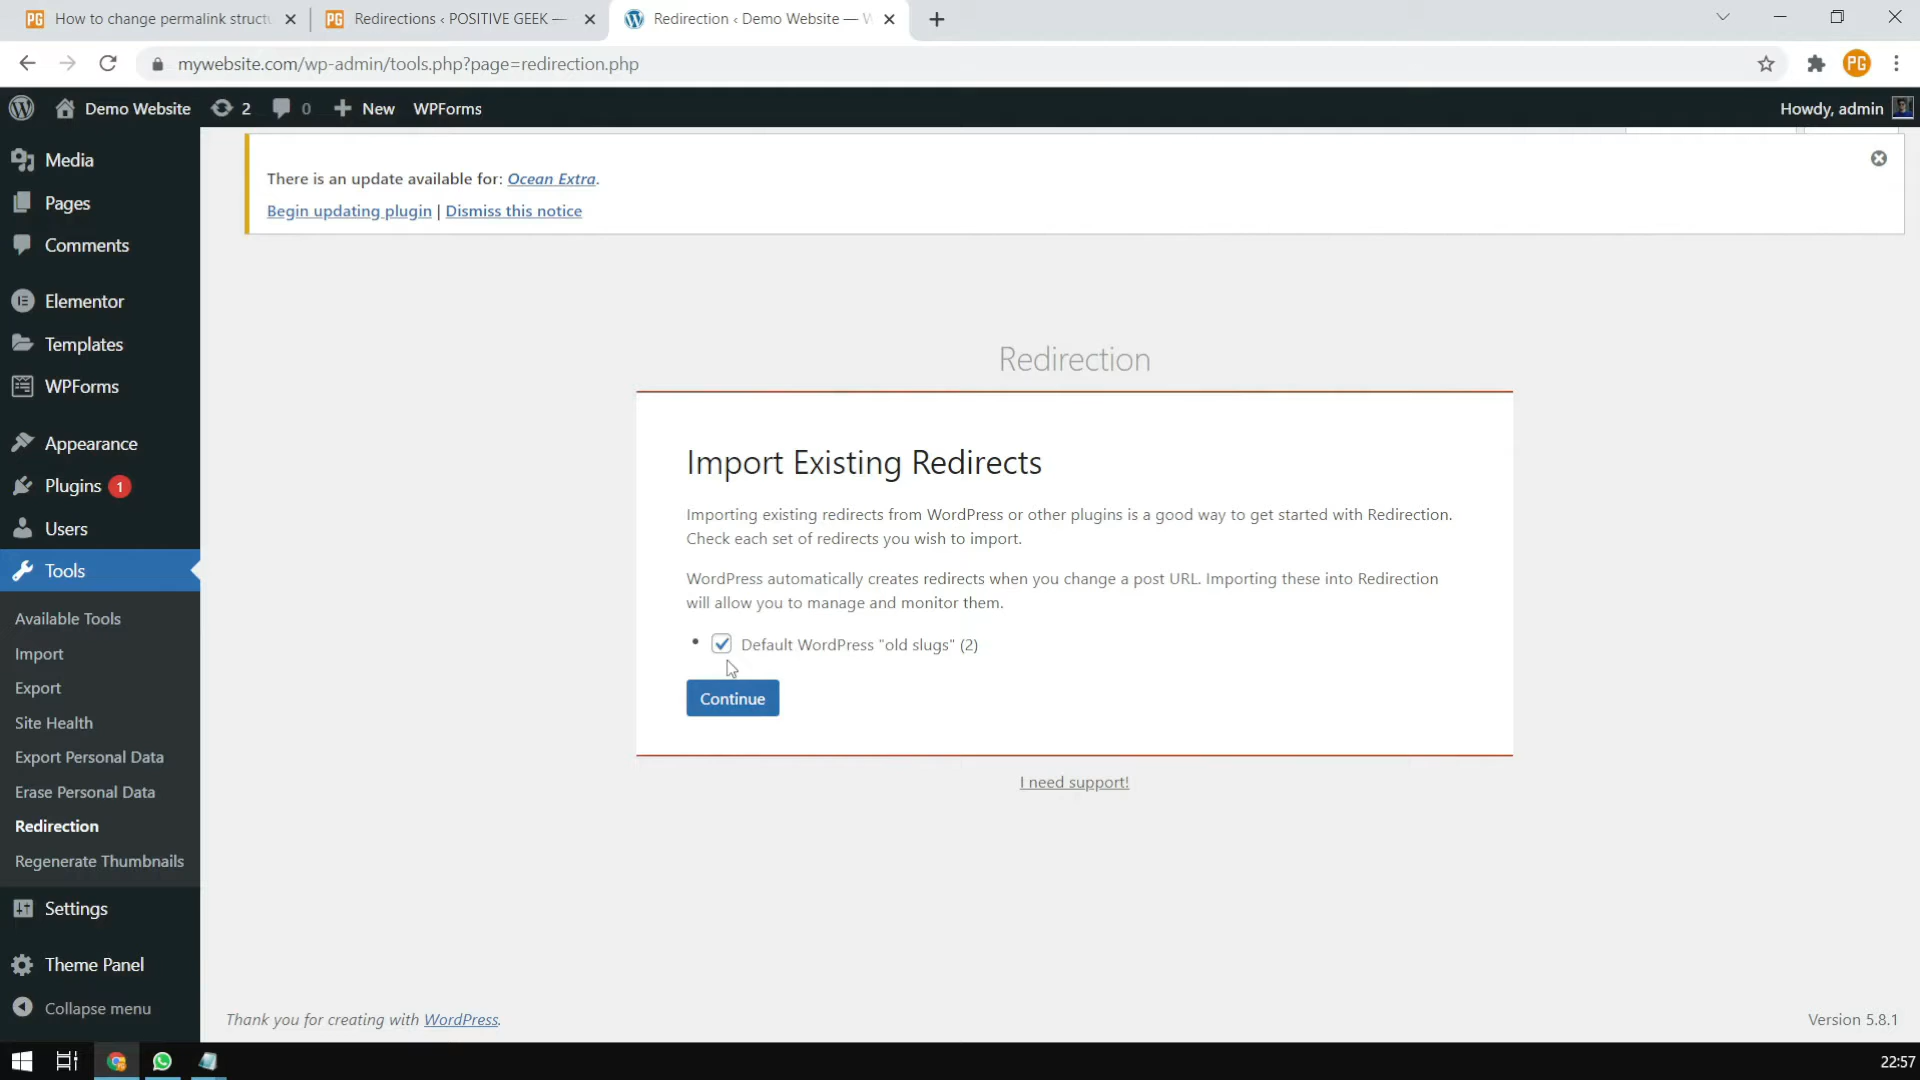 How to change permalink struct
Redirections ‹ POSITIVE GEEK —
Redirection ‹ Demo Website — W
mywebsite.com/wp-admin/tools.php?page=redirection.php
PG
Demo Website
2
0
New
WPForms
Howdy, admin
Media
Pages
Comments
Elementor
Templates
WPForms
Appearance
Plugins 1
Users
Tools
Available Tools
Import
Export
Site Health
Export Personal Data
Erase Personal Data
Redirection
Regenerate Thumbnails
Settings
Theme Panel
Collapse menu
There is an update available for: Ocean Extra.
Begin updating plugin | Dismiss this notice
Redirection
Import Existing Redirects
Importing existing redirects from WordPress or other plugins is a good way to get started with Redirection.
Check each set of redirects you wish to import.
WordPress automatically creates redirects when you change a post URL. Importing these into Redirection
will allow you to manage and monitor them.
Default WordPress "old slugs" (2)
Continue
I need support!
Thank you for creating with WordPress.
Version 5.8.1
22:57